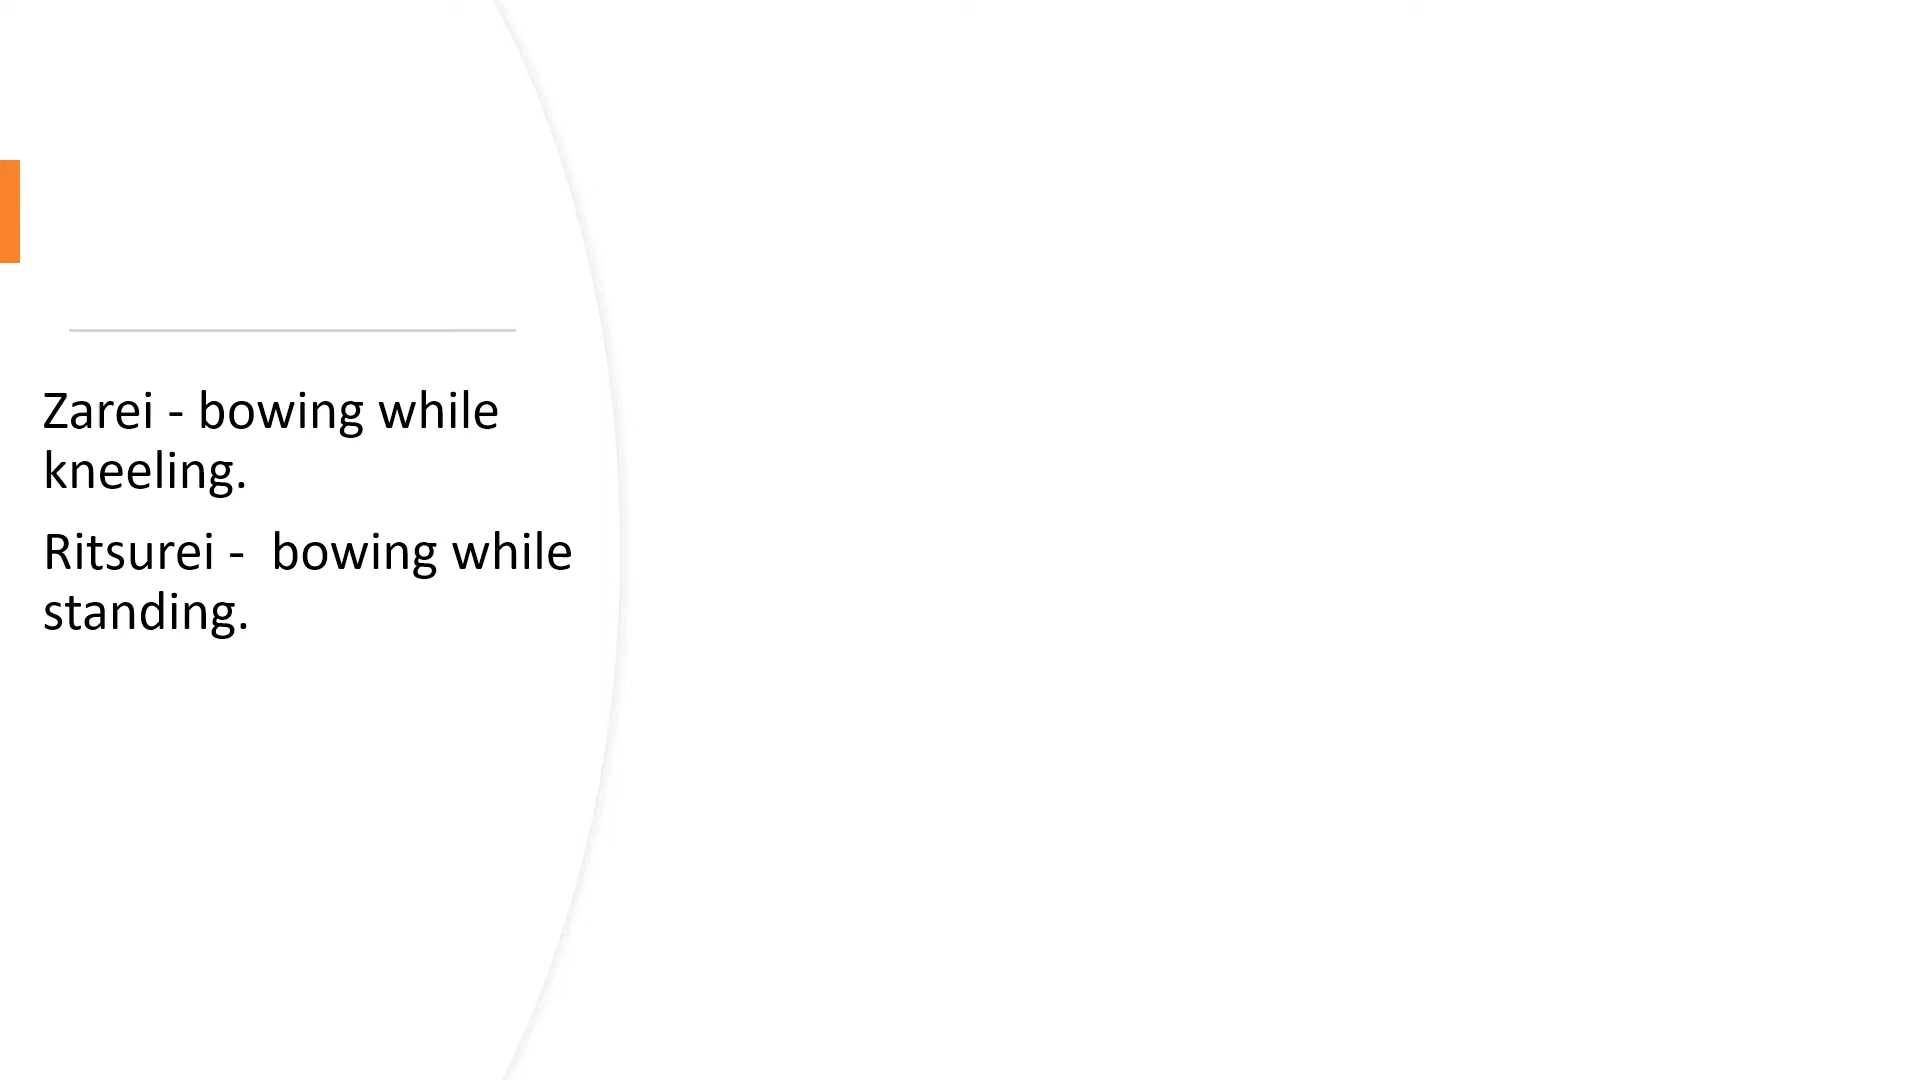 Zarei - bowing while
kneeling.
Ritsurei -  bowing while
standing.